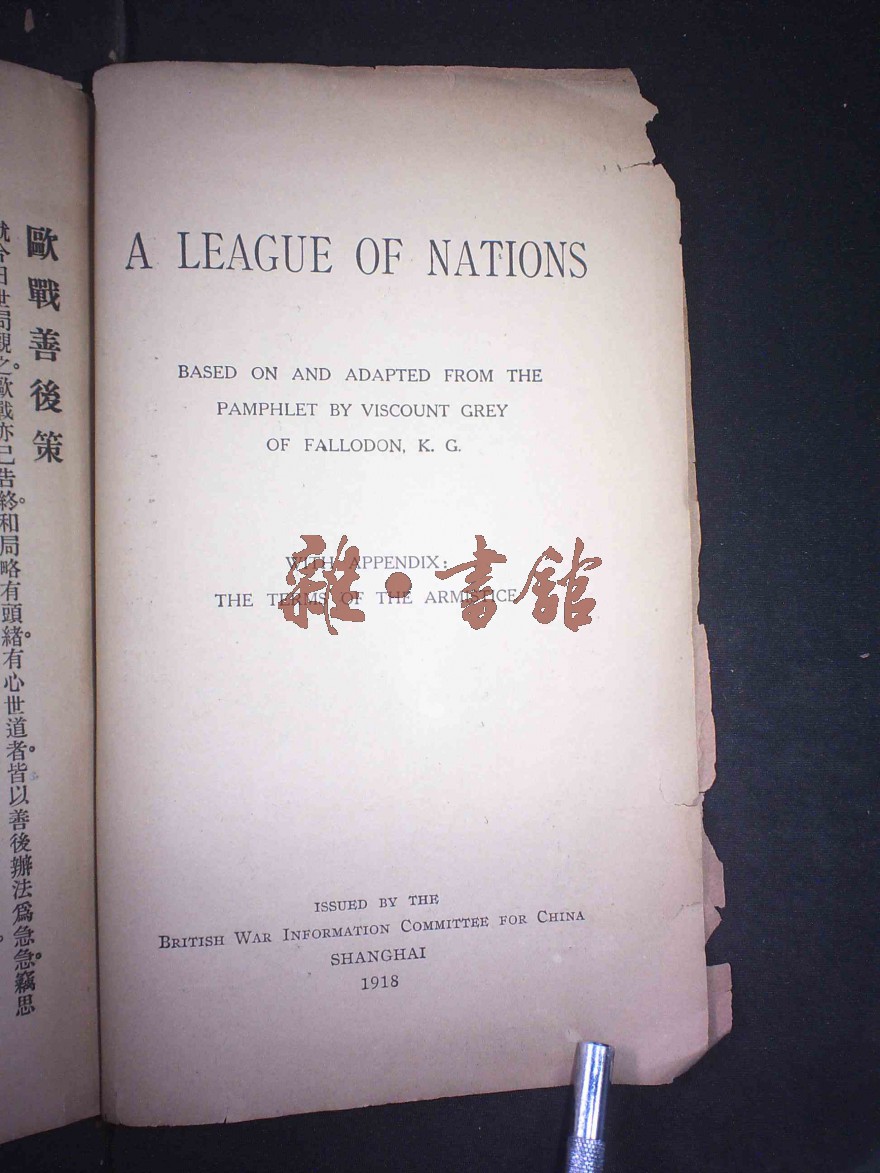 A LEAGUE OF NATIONS
BASED ON AND ADAPTED FROM THE
PAMPHLET BY VISCOUNT GREY
OF FALLODON, K. G.
WITH APPENDIX:
THE TERMS OF THE ARMISTICE
雜·書館
ISSUED BY THE
BRITISH WAR INFORMATION COMMITTEE FOR CHINA
SHANGHAI
1918
歐戰善後策
就今日世局觀之。歐戰亦已告終。和局略有頭緒。有心世道者。皆以善後辦法爲急急。竊思